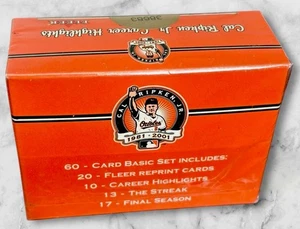 Cal Ripken Jr. Career Highlights
FLEER
CAL RIPKEN, JR.
Orioles
1981 - 2001
60 - CARD BASIC SET INCLUDES:
20 - FLEER REPRINT CARDS
10 - CAREER HIGHLIGHTS
13 - THE STREAK
17 - FINAL SEASON